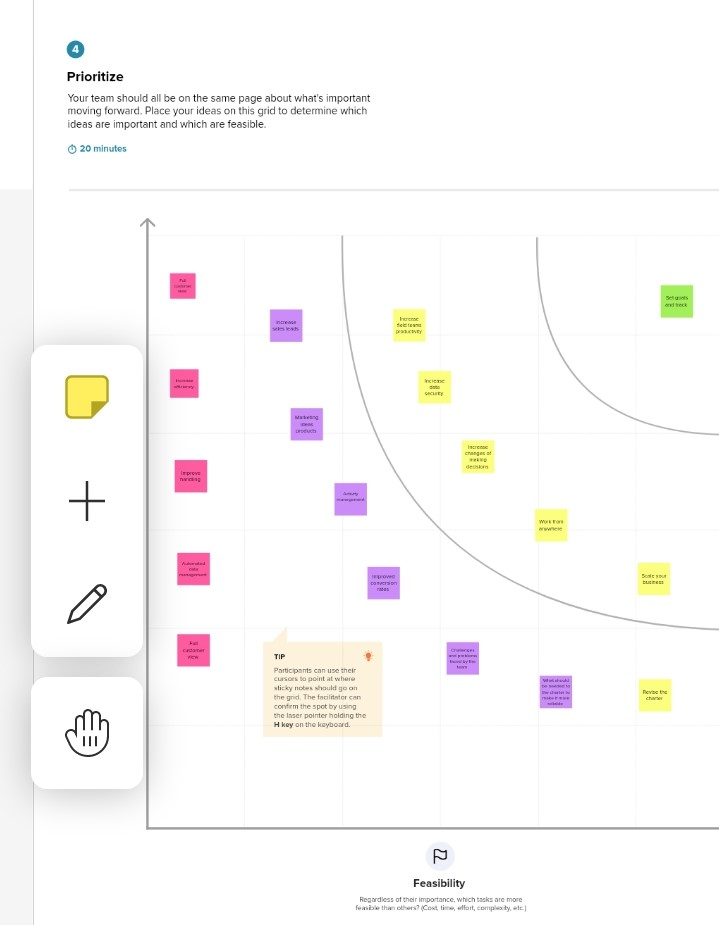 4
Prioritize
Your team should all be on the same page about what's important
moving forward. Place your ideas on this grid to determine which
ideas are important and which are feasible.
20 minutes
Full
customer
view
Increase
sales leads
Increase
field teams
productivity
Set goals
and track
Increase
efficiency
Increase
data
security
Marketing
ideas
products
Increase
changes of
making
decisions
Improve
handling
Activity
management
Work from
anywhere
Automated
data
management
Improved
conversion
rates
Scale your
business
Full
customer
view
Challenges
and problems
faced by the
team
What should
be needed to
the charter to
make it more
reliable
Revise the
charter
TIP
Participants can use their
cursors to point at where
sticky notes should go on
the grid. The facilitator can
confirm the spot by using
the laser pointer holding the
H key on the keyboard.
Feasibility
Regardless of their importance, which tasks are more
feasible than others? (Cost, time, effort, complexity, etc.)